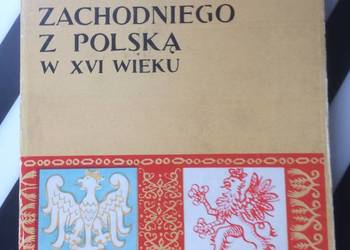 ZACHODNIEGO
Z POLSKĄ
W XVI WIEKU